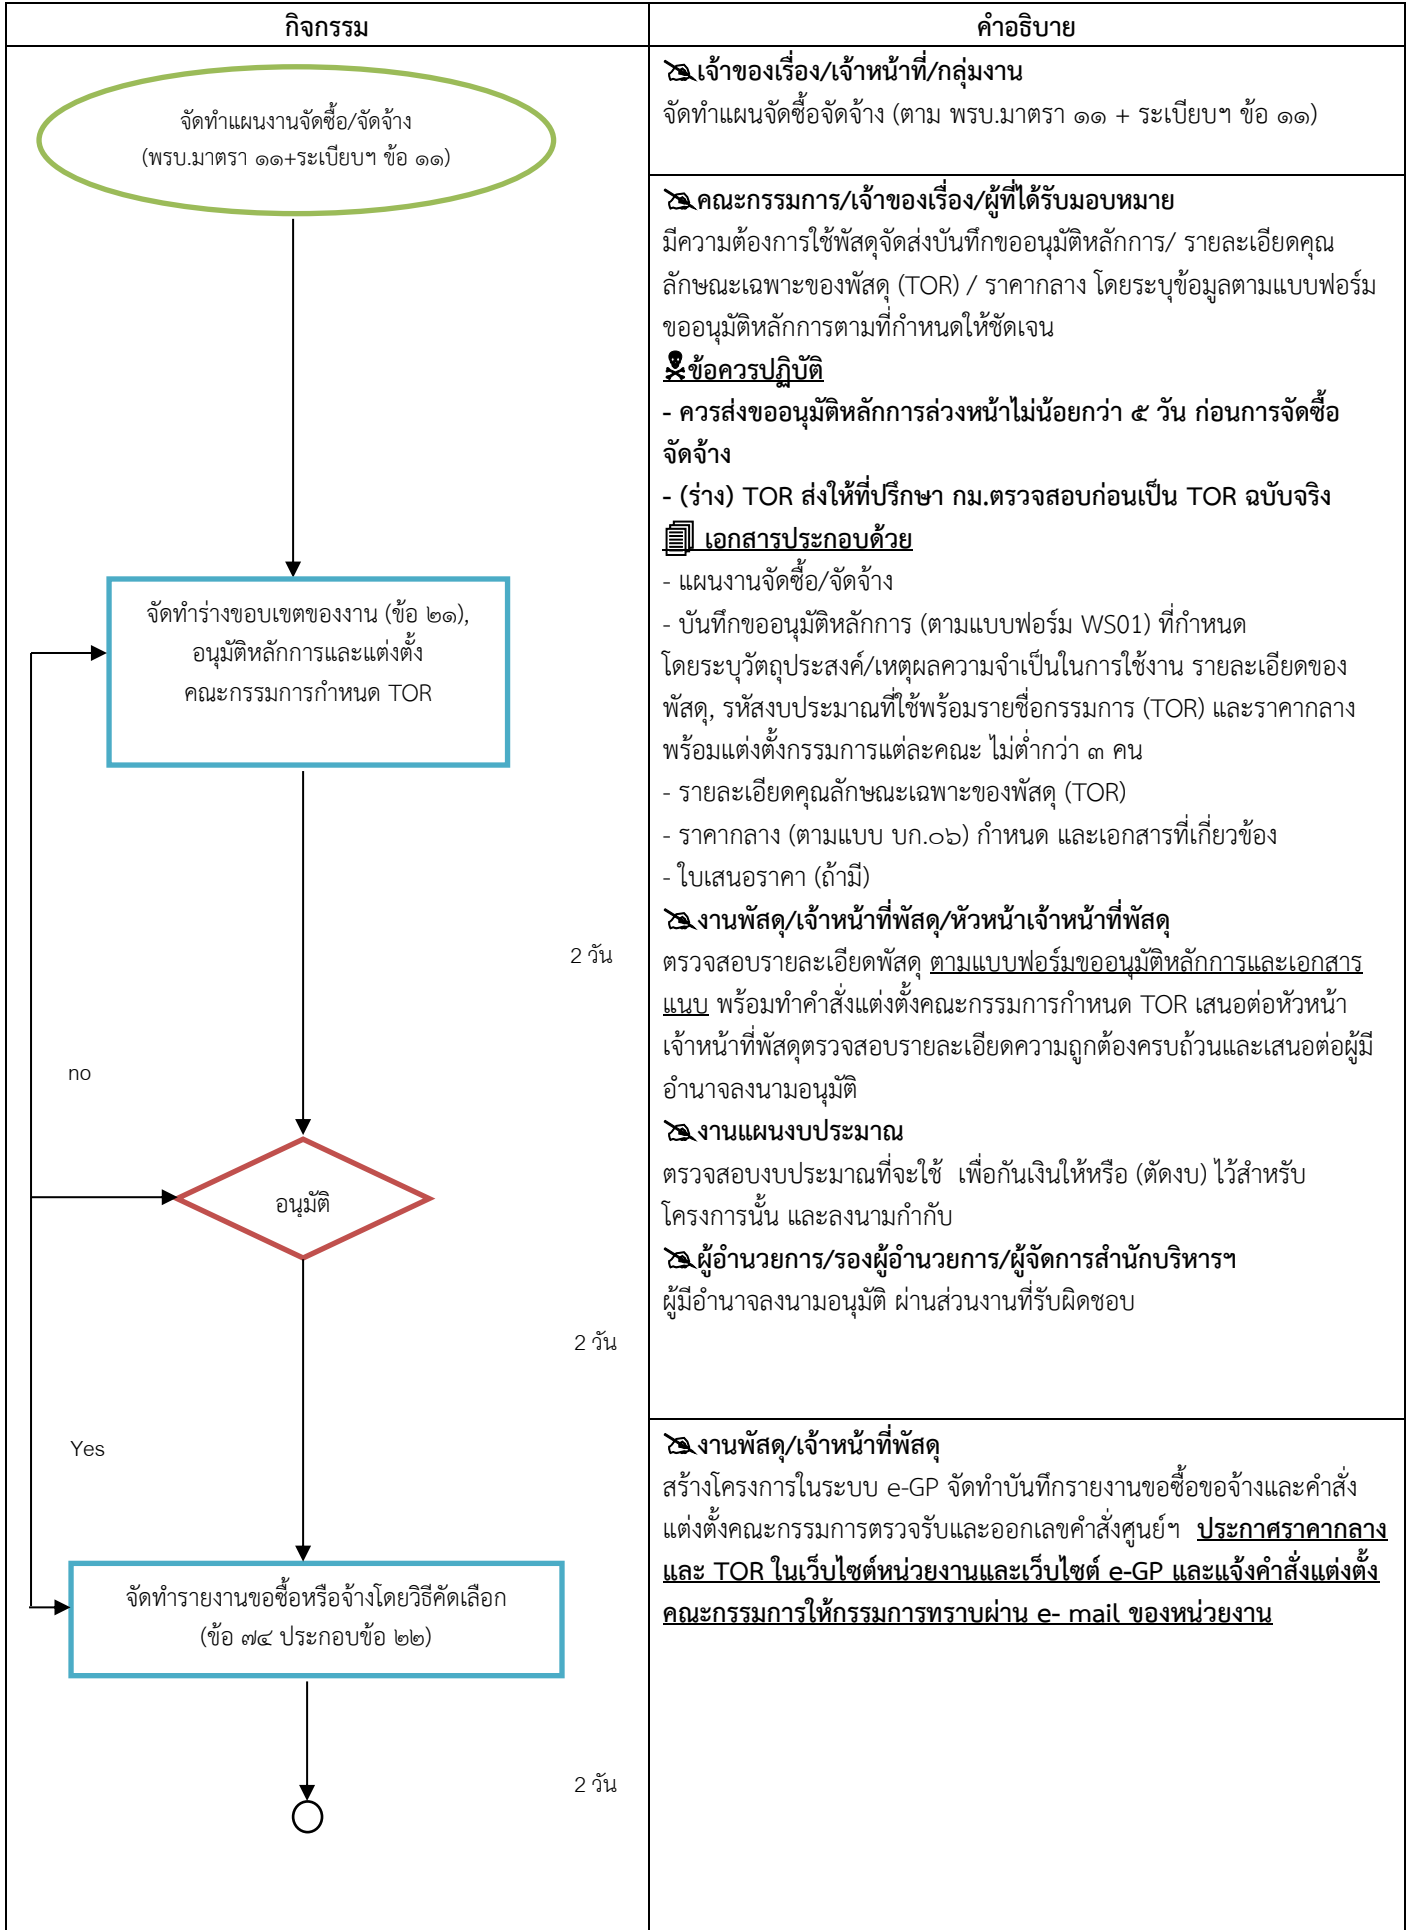 กิจกรรม
จัดทำแผนงานจัดซื้อ/จัดจ้าง
(พรบ.มาตรา ๑๑+ระเบียบฯ ข้อ ๑๑)
จัดทำร่างขอบเขตของงาน (ข้อ ๒๑),
อนุมัติหลักการและแต่งตั้ง
คณะกรรมการกำหนด TOR
2 วัน
no
อนุมัติ
2 วัน
Yes
จัดทำรายงานขอซื้อหรือจ้างโดยวิธีคัดเลือก
(ข้อ ๗๔ ประกอบข้อ ๒๒)
2 วัน
คำอธิบาย
เจ้าของเรื่อง/เจ้าหน้าที่/กลุ่มงาน
จัดทำแผนจัดซื้อจัดจ้าง (ตาม พรบ.มาตรา ๑๑ + ระเบียบฯ ข้อ ๑๑)
คณะกรรมการ/เจ้าของเรื่อง/ผู้ที่ได้รับมอบหมาย
มีความต้องการใช้พัสดุจัดส่งบันทึกขออนุมัติหลักการ/ รายละเอียดคุณ
ลักษณะเฉพาะของพัสดุ (TOR) / ราคากลาง โดยระบุข้อมูลตามแบบฟอร์ม
ขออนุมัติหลักการตามที่กำหนดให้ชัดเจน
ข้อควรปฏิบัติ
- ควรส่งขออนุมัติหลักการล่วงหน้าไม่น้อยกว่า ๕ วัน ก่อนการจัดซื้อ
จัดจ้าง
- (ร่าง) TOR ส่งให้ที่ปรึกษา กม.ตรวจสอบก่อนเป็น TOR ฉบับจริง
เอกสารประกอบด้วย
- แผนงานจัดซื้อ/จัดจ้าง
- บันทึกขออนุมัติหลักการ (ตามแบบฟอร์ม WS01) ที่กำหนด
โดยระบุวัตถุประสงค์/เหตุผลความจำเป็นในการใช้งาน รายละเอียดของ
พัสดุ, รหัสงบประมาณที่ใช้พร้อมรายชื่อกรรมการ (TOR) และราคากลาง
พร้อมแต่งตั้งกรรมการแต่ละคณะ ไม่ต่ำกว่า ๓ คน
- รายละเอียดคุณลักษณะเฉพาะของพัสดุ (TOR)
- ราคากลาง (ตามแบบ บก.๐๖) กำหนด และเอกสารที่เกี่ยวข้อง
- ใบเสนอราคา (ถ้ามี)
งานพัสดุ/เจ้าหน้าที่พัสดุ/หัวหน้าเจ้าหน้าที่พัสดุ
ตรวจสอบรายละเอียดพัสดุ ตามแบบฟอร์มขออนุมัติหลักการและเอกสาร
แนบ พร้อมทำคำสั่งแต่งตั้งคณะกรรมการกำหนด TOR เสนอต่อหัวหน้า
เจ้าหน้าที่พัสดุตรวจสอบรายละเอียดความถูกต้องครบถ้วนและเสนอต่อผู้มี
อำนาจลงนามอนุมัติ
งานแผนงบประมาณ
ตรวจสอบงบประมาณที่จะใช้  เพื่อกันเงินให้หรือ (ตัดงบ) ไว้สำหรับ
โครงการนั้น และลงนามกำกับ
ผู้อำนวยการ/รองผู้อำนวยการ/ผู้จัดการสำนักบริหารฯ
ผู้มีอำนาจลงนามอนุมัติ ผ่านส่วนงานที่รับผิดชอบ
งานพัสดุ/เจ้าหน้าที่พัสดุ
สร้างโครงการในระบบ e-GP จัดทำบันทึกรายงานขอซื้อขอจ้างและคำสั่ง
แต่งตั้งคณะกรรมการตรวจรับและออกเลขคำสั่งศูนย์ฯ  ประกาศราคากลาง
และ TOR ในเว็บไซต์หน่วยงานและเว็บไซต์ e-GP และแจ้งคำสั่งแต่งตั้ง
คณะกรรมการให้กรรมการทราบผ่าน e- mail ของหน่วยงาน